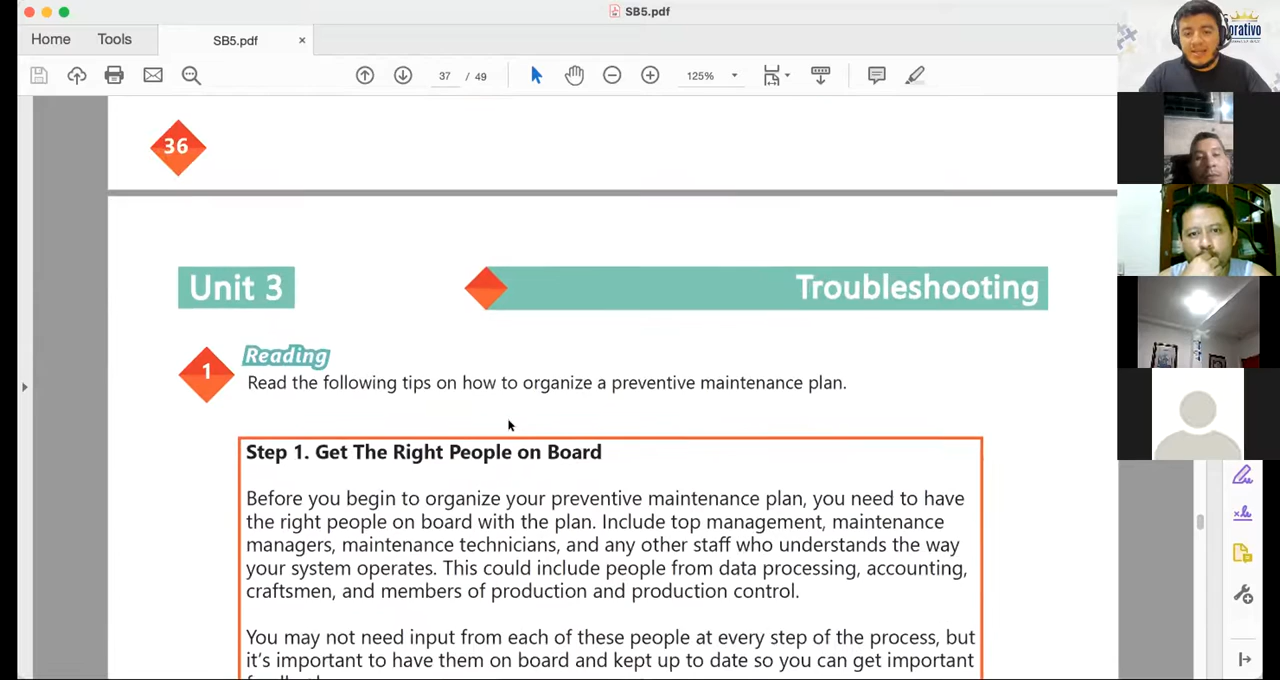 SB5.pdf
Home
Tools
SB5.pdf
×
37 / 49
125%
orativo
36
Unit 3
Troubleshooting
1
Reading
Read the following tips on how to organize a preventive maintenance plan.
Step 1. Get The Right People on Board
Before you begin to organize your preventive maintenance plan, you need to have
the right people on board with the plan. Include top management, maintenance
managers, maintenance technicians, and any other staff who understands the way
your system operates. This could include people from data processing, accounting,
craftsmen, and members of production and production control.
You may not need input from each of these people at every step of the process, but
it's important to have them on board and kept up to date so you can get important